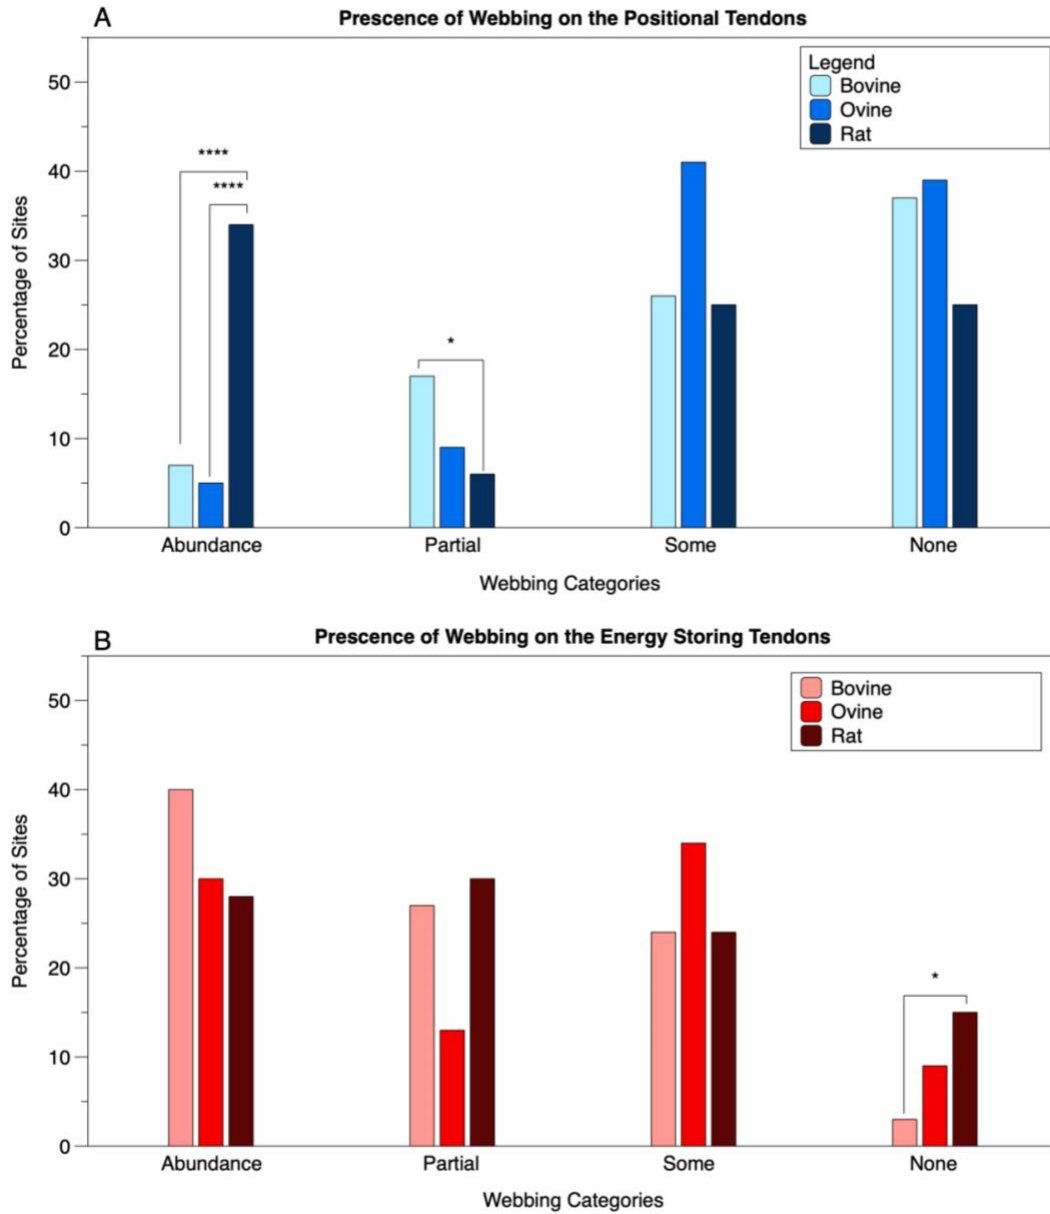 A
Prescence of Webbing on the Positional Tendons
Legend
Bovine
Ovine
Rat
Percentage of Sites
50
40
30
20
10
0
****
****
*
Abundance Partial Some None
Webbing Categories
B
Prescence of Webbing on the Energy Storing Tendons
Bovine
Ovine
Rat
Percentage of Sites
50
40
30
20
10
0
*
Abundance Partial Some None
Webbing Categories